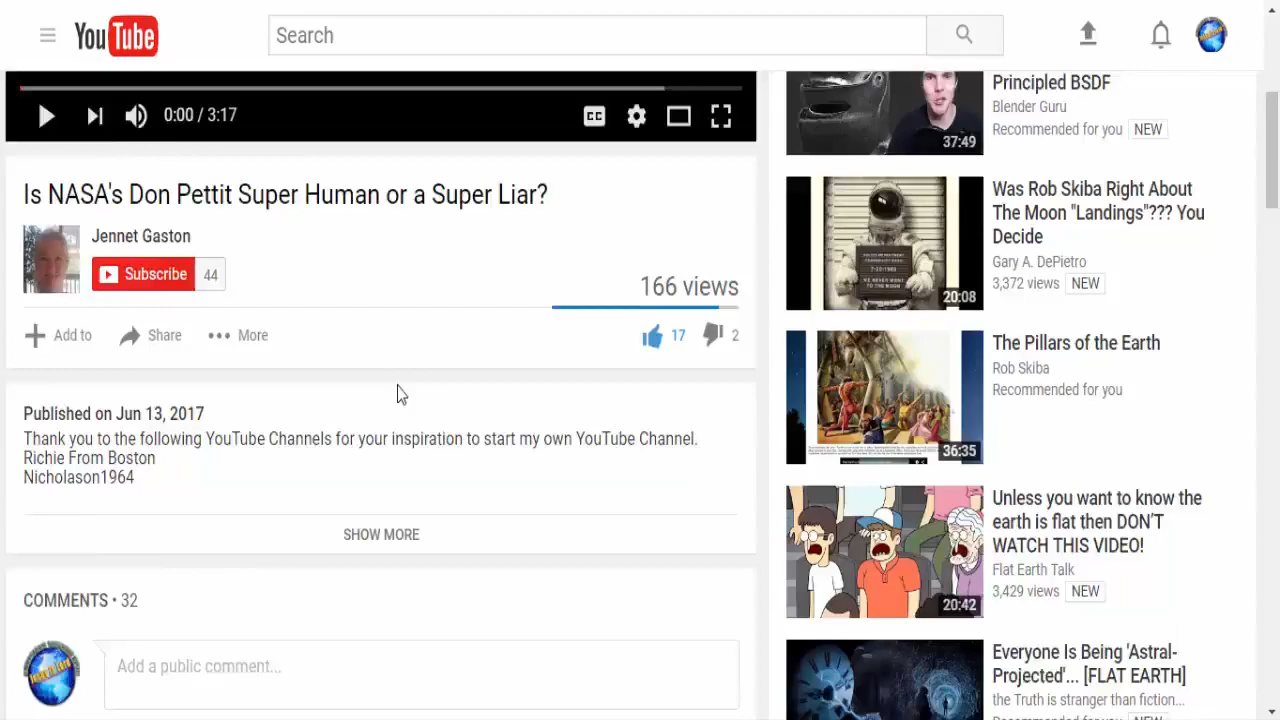 YouTube
Search
0:00 / 3:17
CC
Is NASA's Don Pettit Super Human or a Super Liar?
Jennet Gaston
Subscribe 44
166 views
Add to Share More 17 2
Published on Jun 13, 2017
Thank you to the following YouTube Channels for your inspiration to start my own YouTube Channel.
Richie From Boston
Nicholason1964
SHOW MORE
COMMENTS • 32
Add a public comment...
Principled BSDF
Blender Guru
Recommended for you NEW
37:49
Was Rob Skiba Right About
The Moon "Landings"??? You
Decide
Gary A. DePietro
3,372 views NEW
20:08
The Pillars of the Earth
Rob Skiba
Recommended for you
36:35
Unless you want to know the
earth is flat then DON'T
WATCH THIS VIDEO!
Flat Earth Talk
3,429 views NEW
20:42
Everyone Is Being 'Astral-
Projected'... [FLAT EARTH]
the Truth is stranger than fiction...
Recommended for you NEW